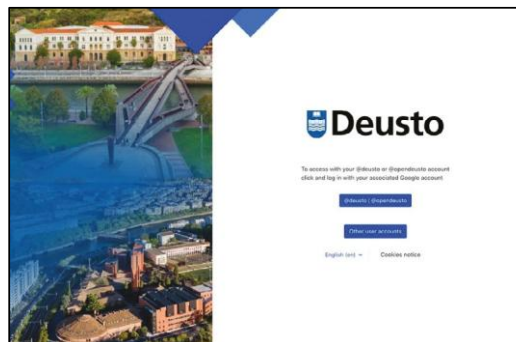 Deusto
To access with your @deusto or @opendeusto account
click and log in with your associated Google account
@deusto | @opendeusto
Other user accounts
English (en)
Cookies notice